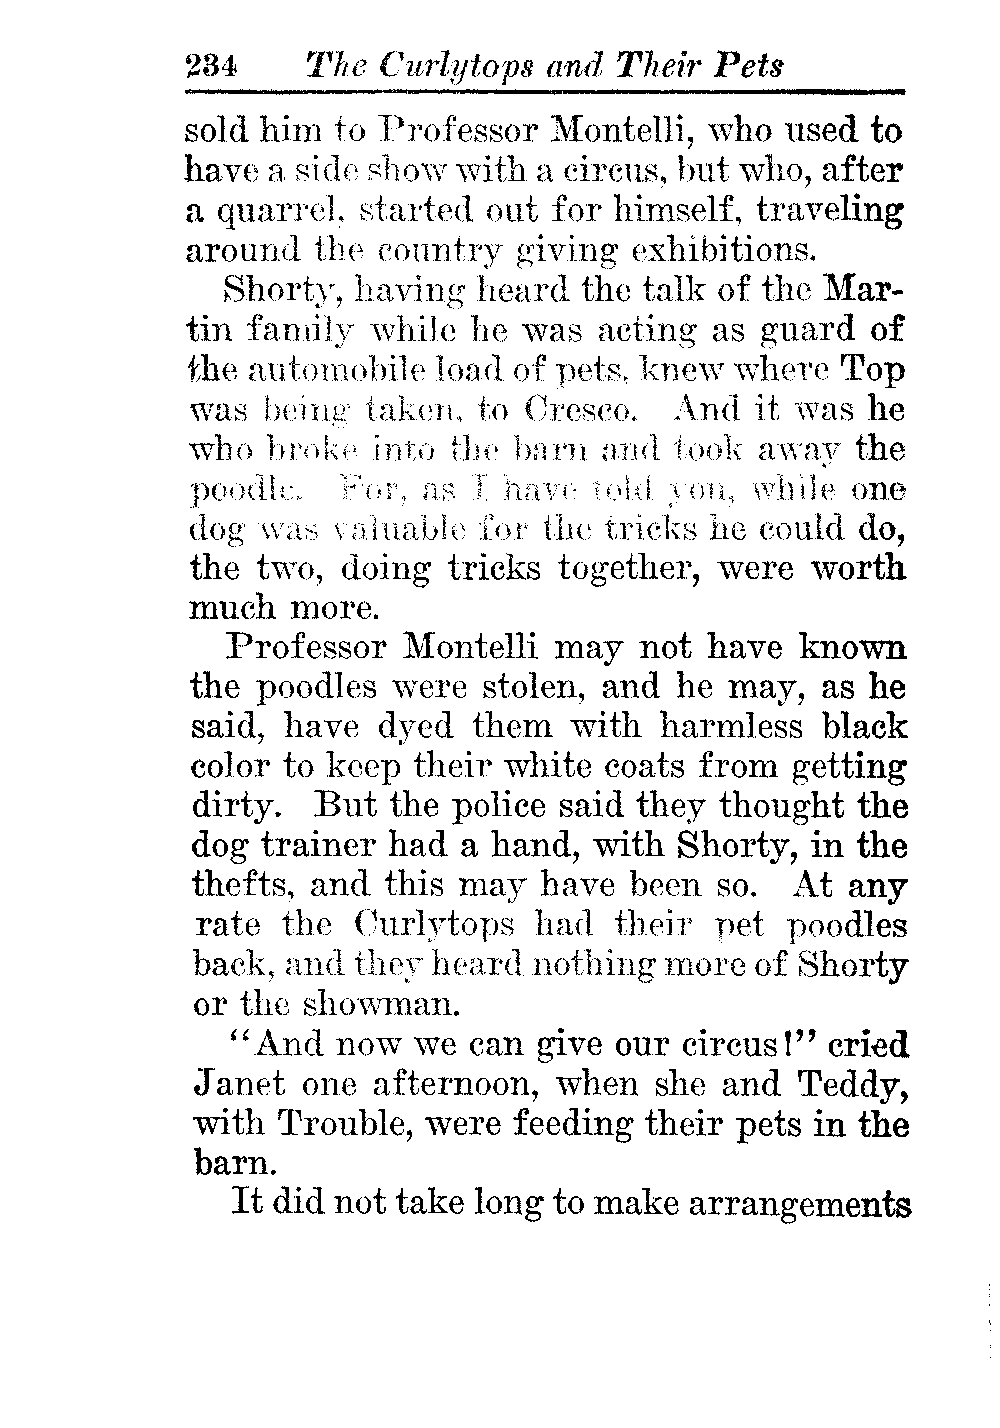 234 The Curlytops and Their Pets
sold him to Professor Montelli, who used to
have a side show with a circus, but who, after
a quarrel, started out for himself, traveling
around the country giving exhibitions.
Shorty, having heard the talk of the Mar-
tin family while he was acting as guard of
the automobile load of pets, knew where Top
was being taken, to Cresco. And it was he
who broke into the barn and took away the
poodle. For, as I have told you, while one
dog was valuable for the tricks he could do,
the two, doing tricks together, were worth
much more.
Professor Montelli may not have known
the poodles were stolen, and he may, as he
said, have dyed them with harmless black
color to keep their white coats from getting
dirty. But the police said they thought the
dog trainer had a hand, with Shorty, in the
thefts, and this may have been so. At any
rate the Curlytops had their pet poodles
back, and they heard nothing more of Shorty
or the showman.
“And now we can give our circus!” cried
Janet one afternoon, when she and Teddy,
with Trouble, were feeding their pets in the
barn.
It did not take long to make arrangements